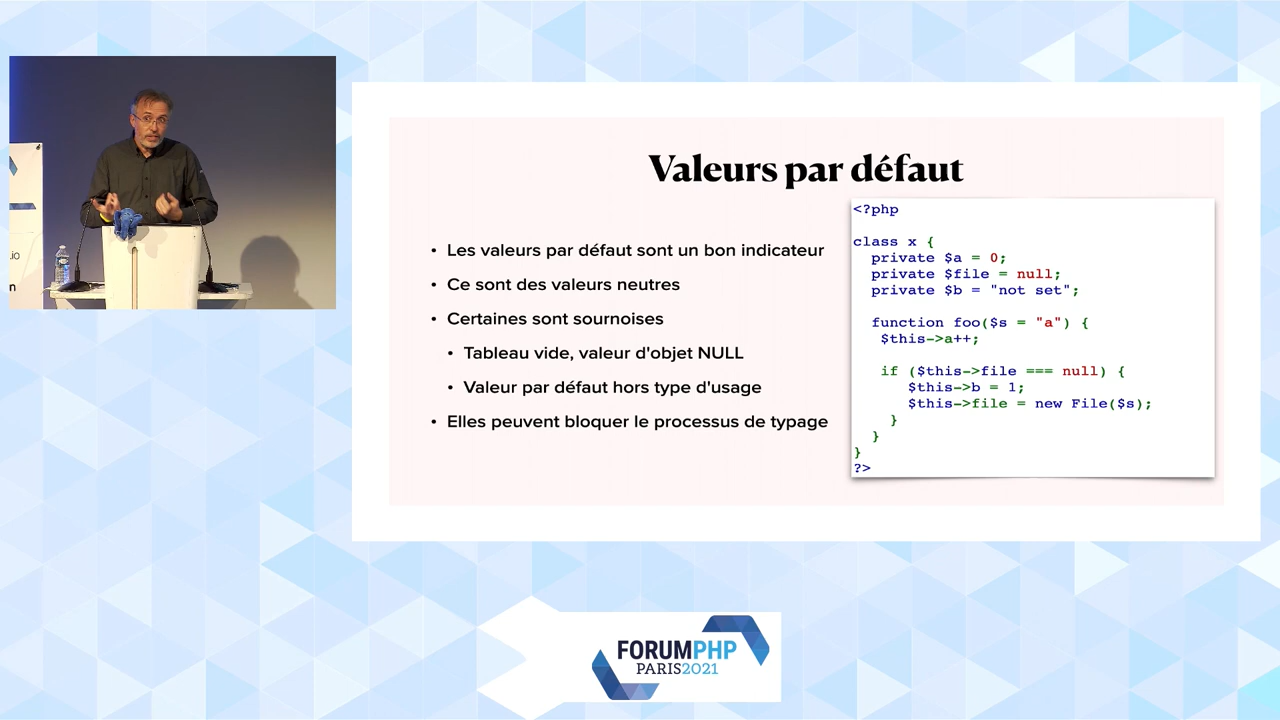 Valeurs par défaut
• Les valeurs par défaut sont un bon indicateur
• Ce sont des valeurs neutres
• Certaines sont sournoises
• Tableau vide, valeur d'objet NULL
• Valeur par défaut hors type d'usage
• Elles peuvent bloquer le processus de typage
<?php
class x {
private $a = 0;
private $file = null;
private $b = "not set";
function foo($s = "a") {
$this->a++;
if ($this->file === null) {
$this->b = 1;
$this->file = new File($s);
}
}
}
?>
FORUMPHP
PARIS2021